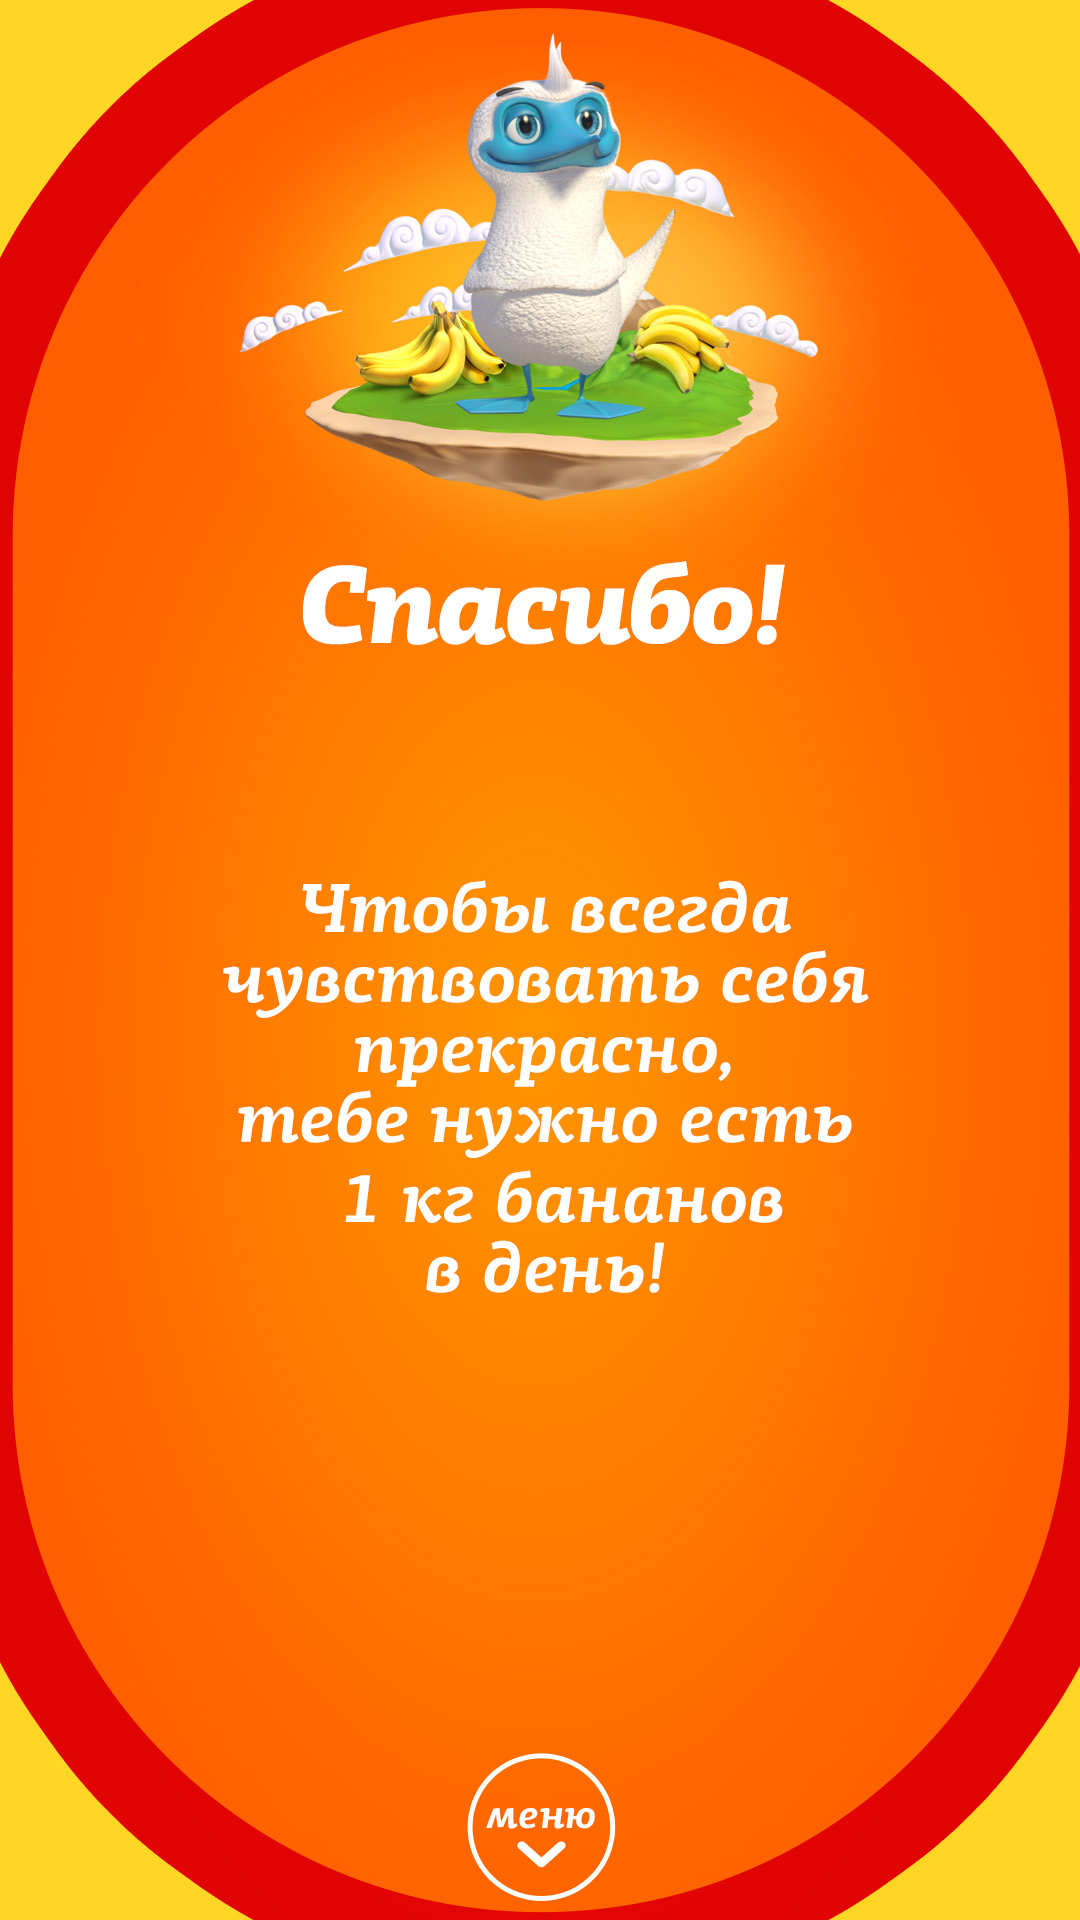 Спасибо!
Чтобы всегда
чувствовать себя
прекрасно,
тебе нужно есть
1 кг бананов
в день!
меню